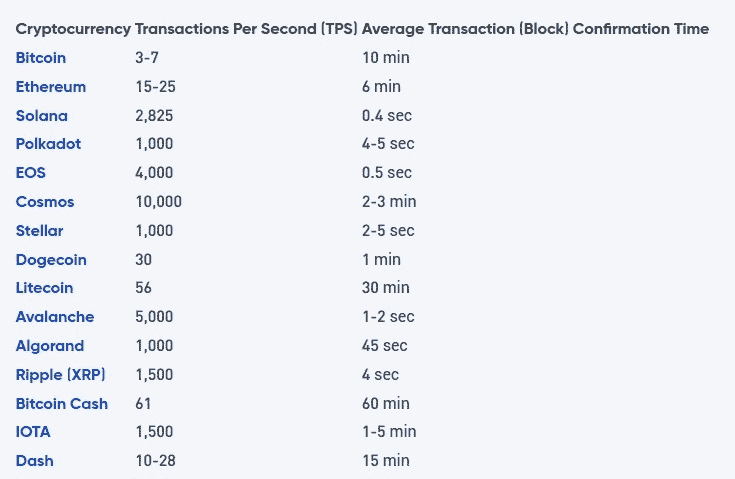 Cryptocurrency Transactions Per Second (TPS) Average Transaction (Block) Confirmation Time
Bitcoin 3-7 10 min
Ethereum 15-25 6 min
Solana 2,825 0.4 sec
Polkadot 1,000 4-5 sec
EOS 4,000 0.5 sec
Cosmos 10,000 2-3 min
Stellar 1,000 2-5 sec
Dogecoin 30 1 min
Litecoin 56 30 min
Avalanche 5,000 1-2 sec
Algorand 1,000 45 sec
Ripple (XRP) 1,500 4 sec
Bitcoin Cash 61 60 min
IOTA 1,500 1-5 min
Dash 10-28 15 min